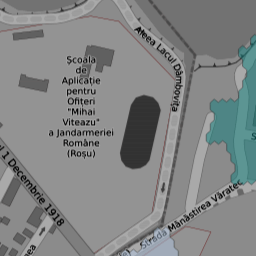 Aleea Lacul Dâmbovița
Școala
de
Aplicație
pentru
Ofițeri
"Mihai
Viteazu"
a Jandarmeriei
Române
(Roșu)
1 Decembrie 1918
Strada Mănăstirea Văratec